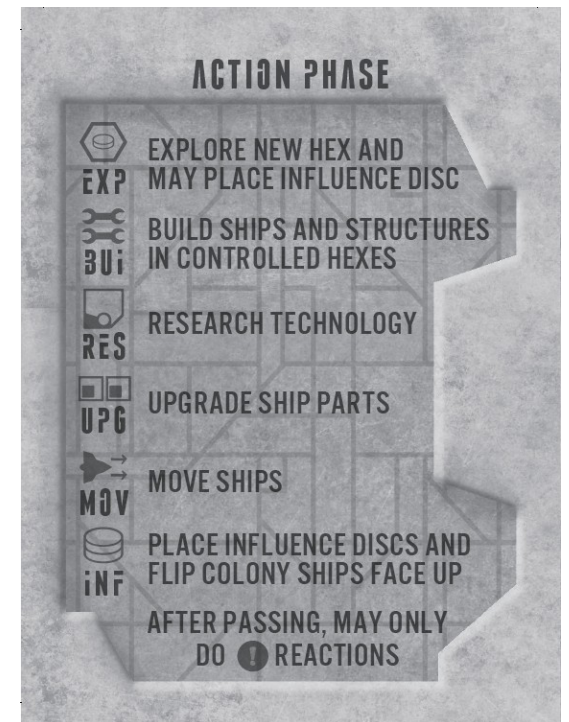 ACTION PHASE
EXP
EXPLORE NEW HEX AND
MAY PLACE INFLUENCE DISC
BUi
BUILD SHIPS AND STRUCTURES
IN CONTROLLED HEXES
RES
RESEARCH TECHNOLOGY
UPG
UPGRADE SHIP PARTS
MOV
MOVE SHIPS
iNF
PLACE INFLUENCE DISCS AND
FLIP COLONY SHIPS FACE UP
AFTER PASSING, MAY ONLY
DO ! REACTIONS